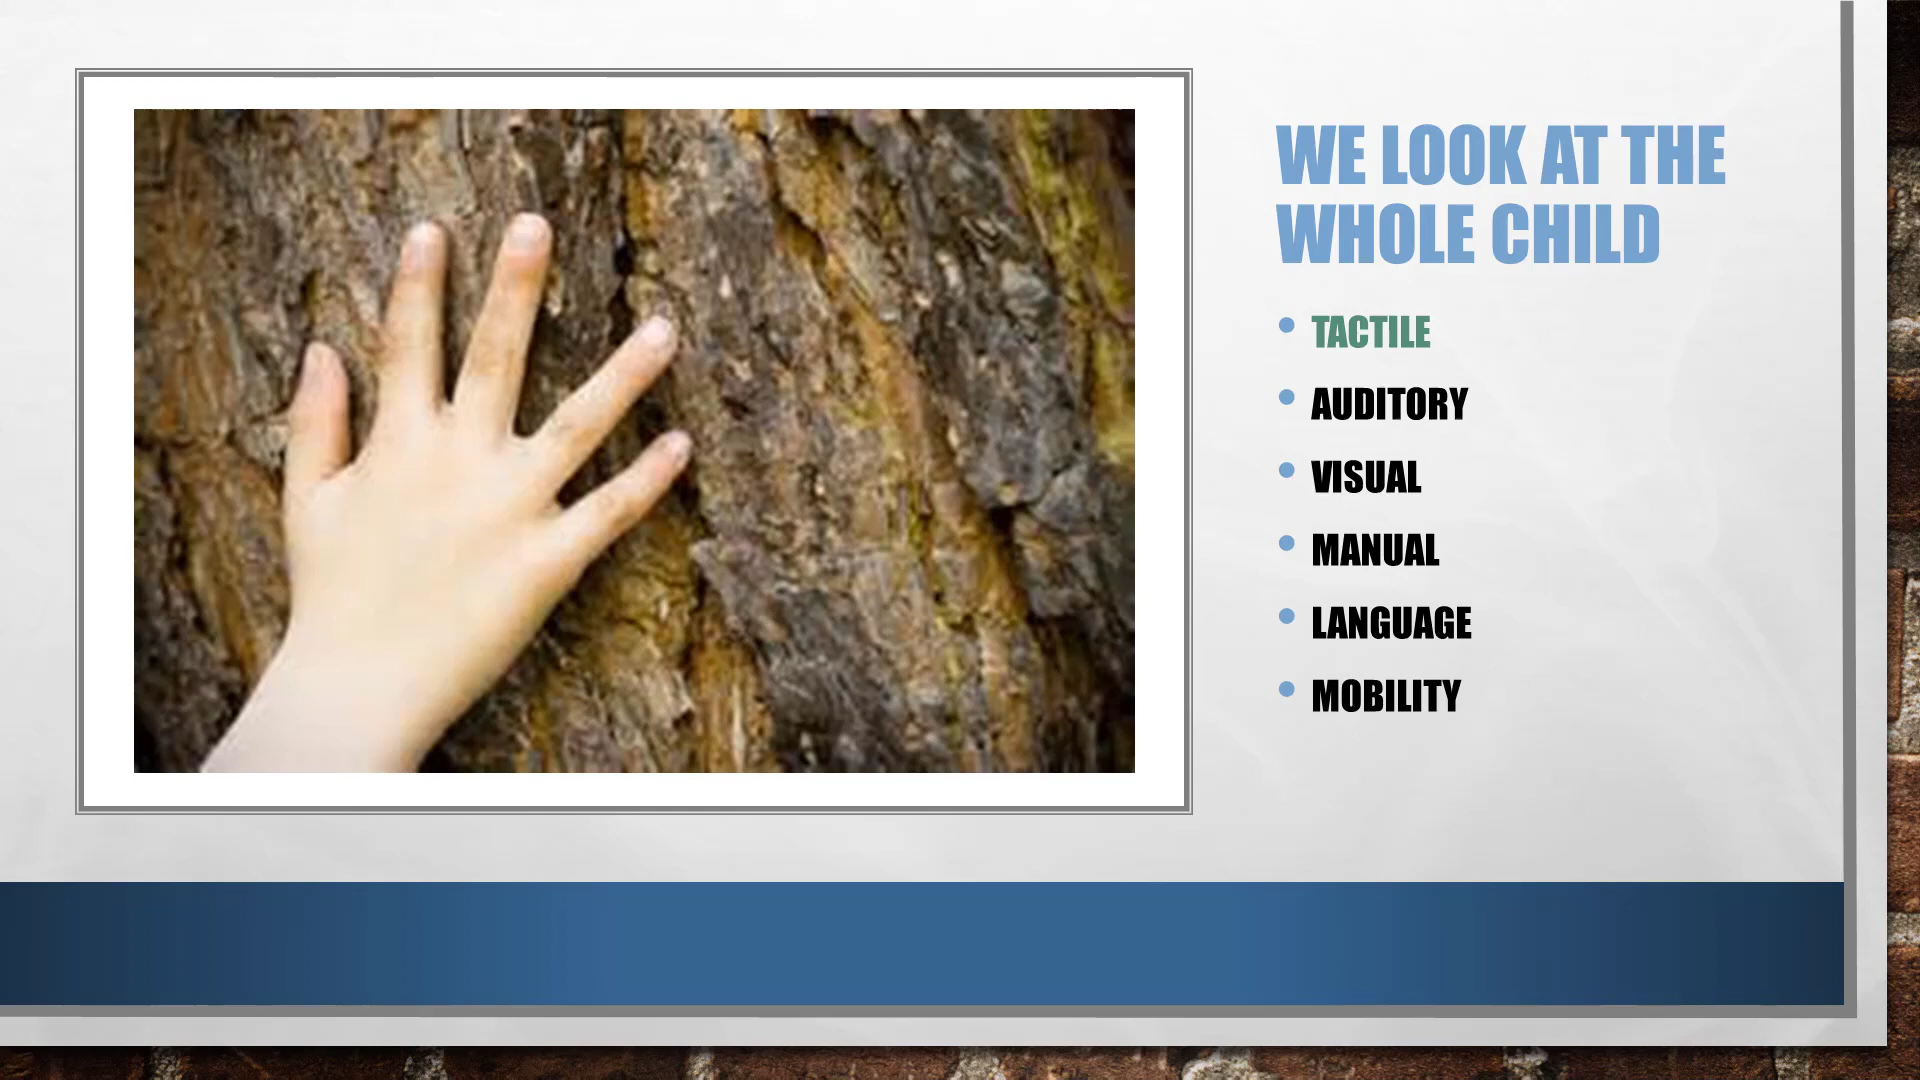 WE LOOK AT THE
WHOLE CHILD
• TACTILE
• AUDITORY
• VISUAL
• MANUAL
• LANGUAGE
• MOBILITY